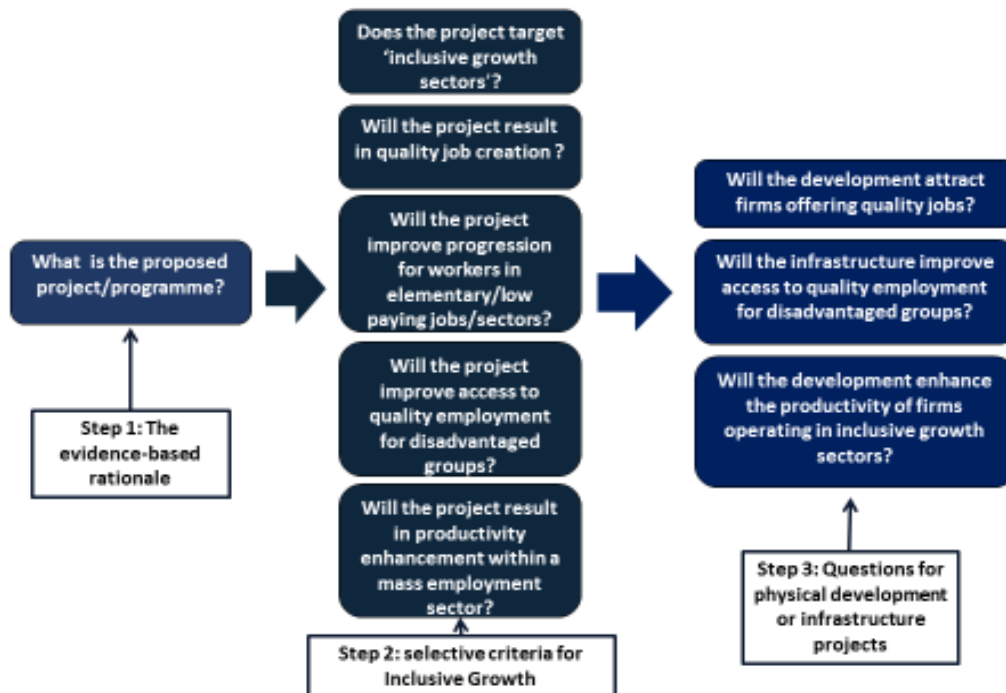 What is the proposed
project/programme?
Step 1: The
evidence-based
rationale
Does the project target
‘inclusive growth
sectors’?
Will the project result
in quality job creation ?
Will the project
improve progression
for workers in
elementary/low
paying jobs/sectors?
Will the project
improve access to
quality employment
for disadvantaged
groups?
Will the project result
in productivity
enhancement within a
mass employment
sector?
Step 2: selective criteria for
Inclusive Growth
Will the development attract
firms offering quality jobs?
Will the infrastructure improve
access to quality employment
for disadvantaged groups?
Will the development enhance
the productivity of firms
operating in inclusive growth
sectors?
Step 3: Questions for
physical development
or infrastructure
projects